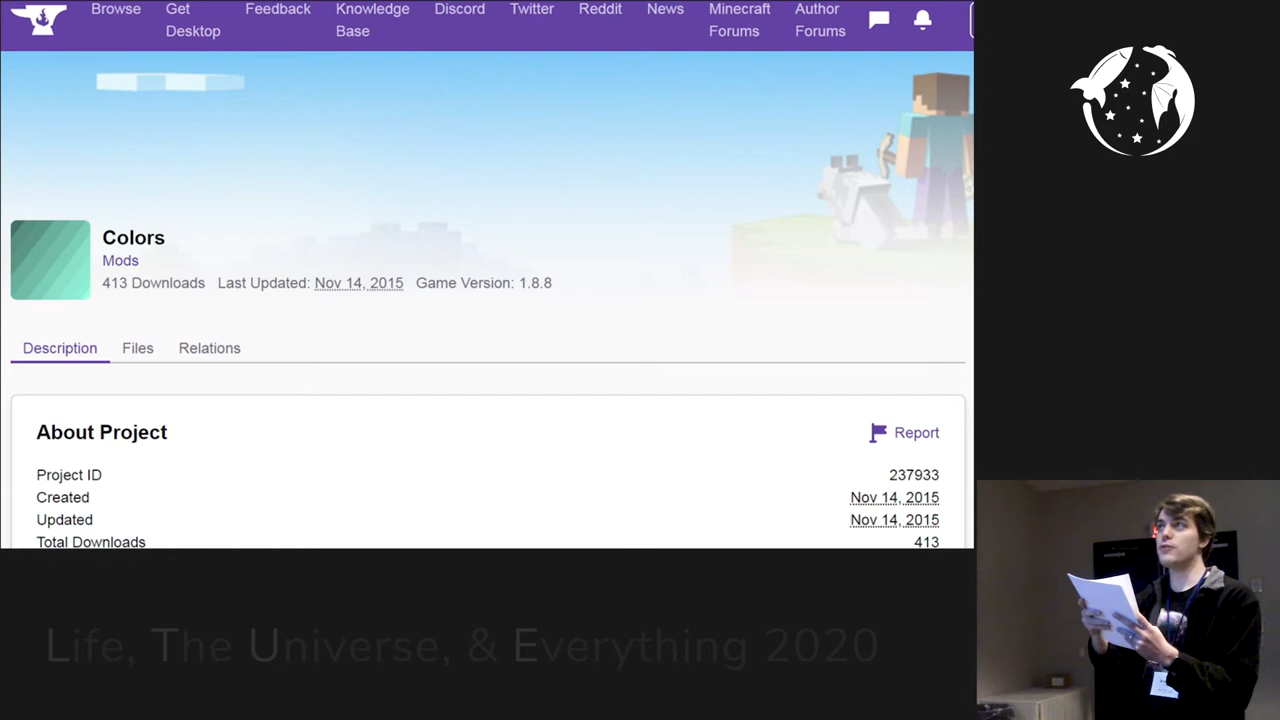 Browse Get Desktop Feedback Knowledge Base Discord Twitter Reddit News Minecraft Forums Author Forums
Colors
Mods
413 Downloads Last Updated: Nov 14, 2015 Game Version: 1.8.8
Description Files Relations
About Project
Report
Project ID 237933
Created Nov 14, 2015
Updated Nov 14, 2015
Total Downloads 413
Life, The Universe, & Everything 2020